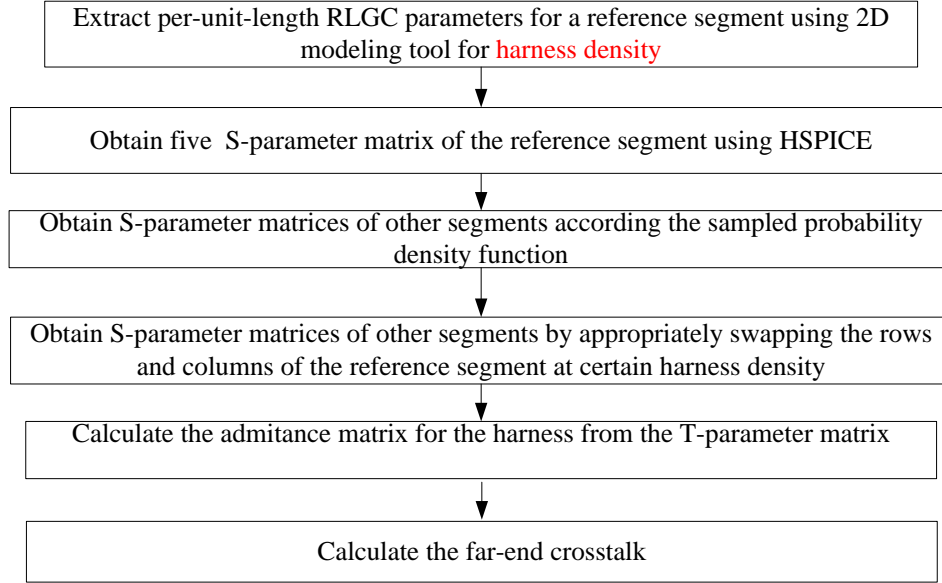 Extract per-unit-length RLGC parameters for a reference segment using 2D
modeling tool for harness density
Obtain five S-parameter matrix of the reference segment using HSPICE
Obtain S-parameter matrices of other segments according the sampled probability
density function
Obtain S-parameter matrices of other segments by appropriately swapping the rows
and columns of the reference segment at certain harness density
Calculate the admitance matrix for the harness from the T-parameter matrix
Calculate the far-end crosstalk